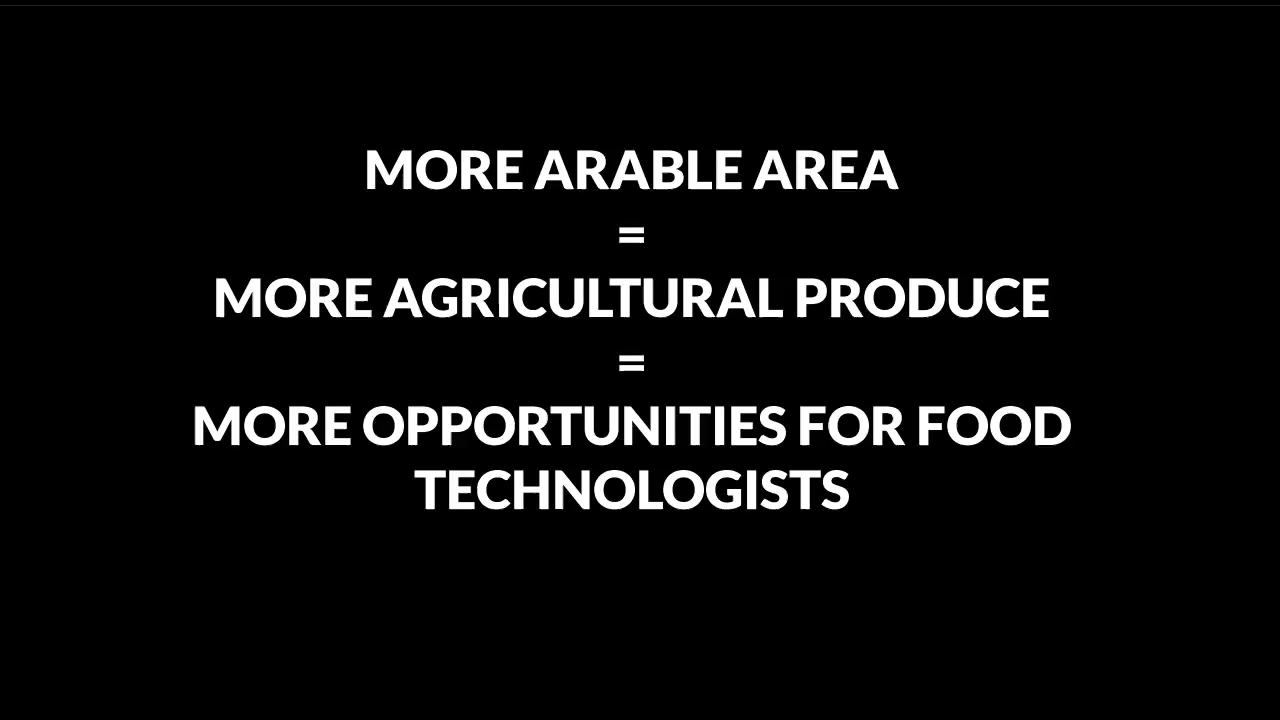 MORE ARABLE AREA
=
MORE AGRICULTURAL PRODUCE
=
MORE OPPORTUNITIES FOR FOOD
TECHNOLOGISTS